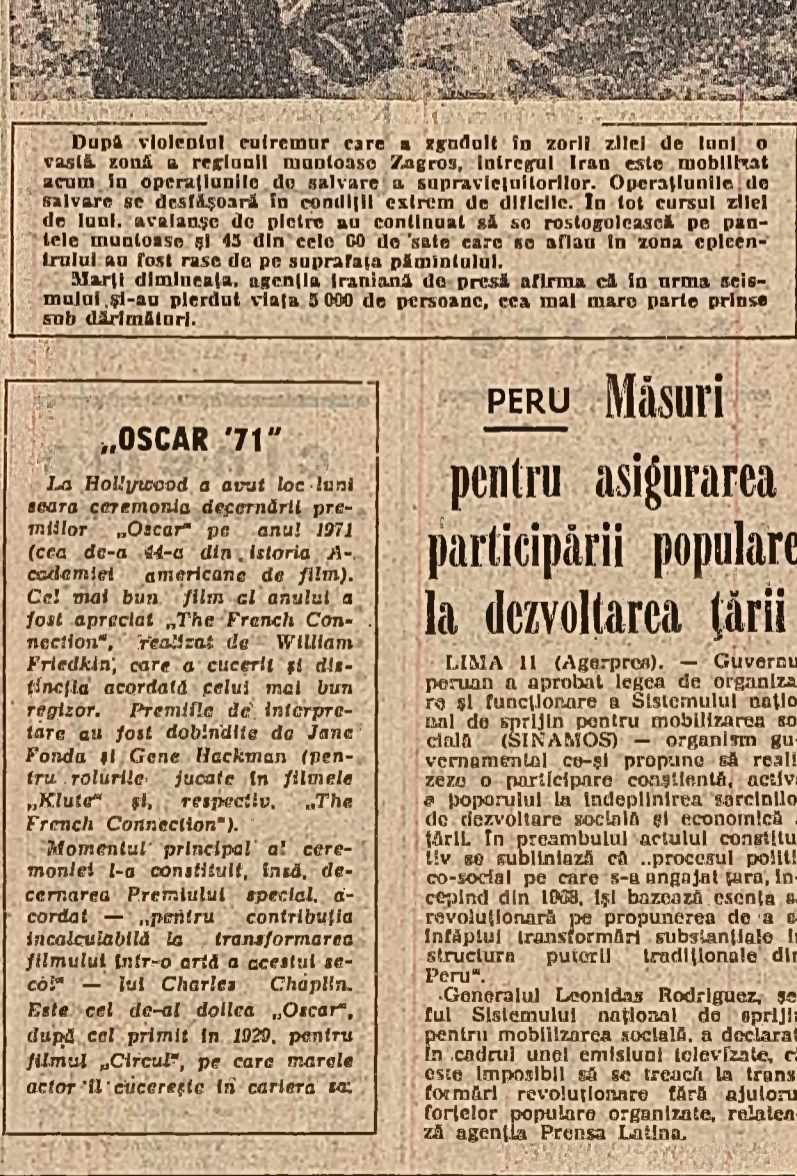 După violentul cutremur care a zguduit în zorii zilei de luni o
vastă zonă a regiunii muntoase Zagros, întregul Iran este mobilizat
acum în operațiunile de salvare a supraviețuitorilor. Operațiunile de
salvare se desfășoară în condiții extrem de dificile. În tot cursul zilei
de luni, avalanșe de pietre au continuat să se rostogolească pe pan-
tele muntoase și 45 din cele 60 de sate care se aflau în zona epicen-
trului au fost rase de pe suprafața pămîntului.
Marți dimineața, agenția iraniană de presă afirma că în urma seis-
mului și-au pierdut viața 5 000 de persoane, cea mai mare parte prinse
sub dărîmături.
„OSCAR '71”
La Hollywood a avut loc luni
seara ceremonia decernării pre-
miilor „Oscar” pe anul 1971
(cea de-a 44-a din istoria A-
cademiei americane de film).
Cel mai bun film al anului a
fost apreciat „The French Con-
nection”, realizat de William
Friedkin, care a cucerit și dis-
tincția acordată celui mai bun
regizor. Premiile de interpre-
tare au fost dobîndite de Jane
Fonda și Gene Hackman (pen-
tru rolurile jucate în filmele
„Klute” și, respectiv, „The
French Connection”).
Momentul principal al cere-
moniei l-a constituit, însă, de-
cernarea Premiului special, a-
cordat — „pentru contribuția
incalculabilă la transformarea
filmului într-o artă a acestui se-
col” — lui Charles Chaplin.
Este cel de-al doilea „Oscar”,
după cel primit în 1929, pentru
filmul „Circul”, pe care marele
actor îl cucerește în cariera sa.
PERU Măsuri
pentru asigurarea
participării populare
la dezvoltarea țării
LIMA 11 (Agerpres). — Guvernu
peruan a aprobat legea de organiza
re și funcționare a Sistemului națio
nal de sprijin pentru mobilizarea so
cială (SINAMOS) — organism gu-
vernamental ce-și propune să reali
zeze o participare conștientă, activă
a poporului la îndeplinirea sarcinilo
de dezvoltare socială și economică a
țării. În preambulul actului constitu
tiv se subliniază că „procesul politi
co-social pe care s-a angajat țara, în-
cepînd din 1968, își bazează esența sa
revoluționară pe propunerea de a s
înfăptui transformări substanțiale î
structura puterii tradiționale din
Peru”.
Generalul Leonidas Rodriguez, șe-
ful Sistemului național de sprijin
pentru mobilizarea socială, a declarat
în cadrul unei emisiuni televizate, că
este imposibil să se treacă la trans-
formări revoluționare fără ajutoru
forțelor populare organizate, relatea-
ză agenția Prensa Latina.